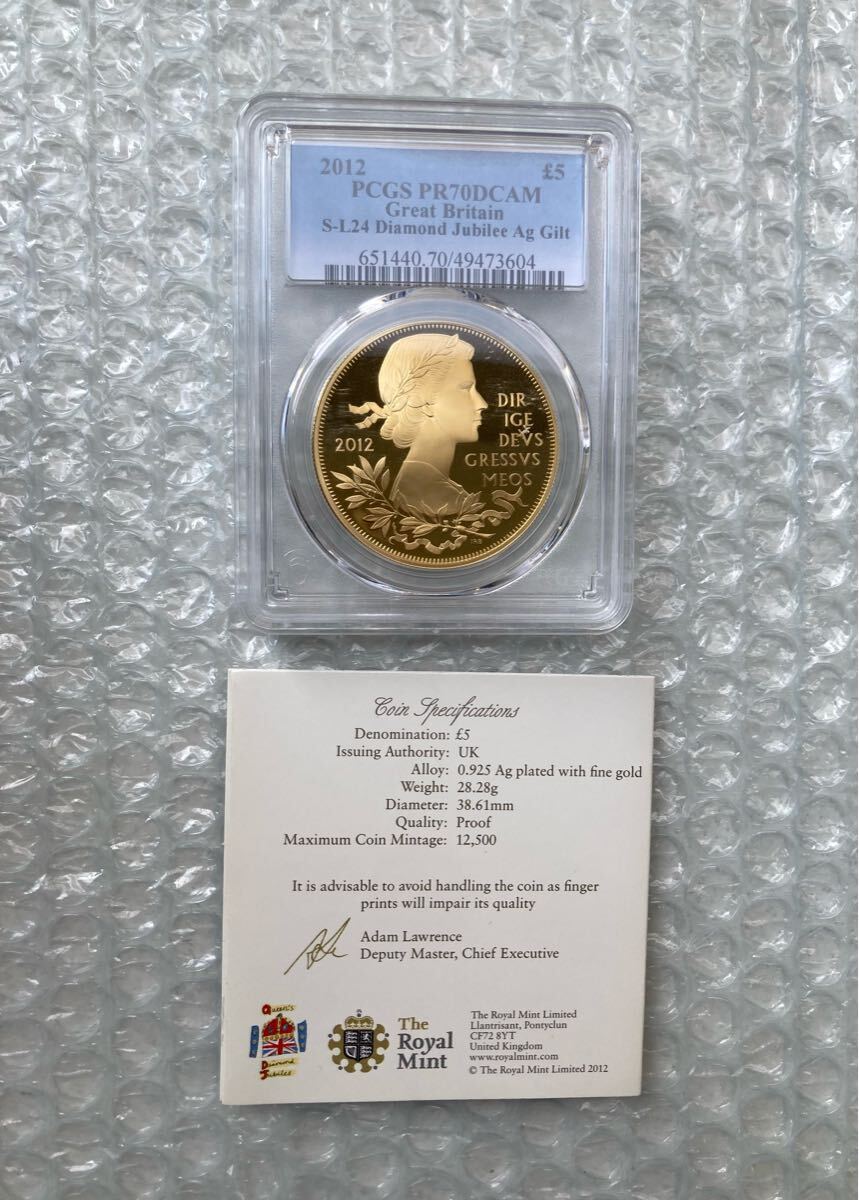 2012 £5
PCGS PR70DCAM
Great Britain
S-L24 Diamond Jubilee Ag Gilt
651440.70/49473604
2012
DIR
IGE
DEVS
GRESSVS
MEOS
Coin Specifications
Denomination: £5
Issuing Authority: UK
Alloy: 0.925 Ag plated with fine gold
Weight: 28.28g
Diameter: 38.61mm
Quality: Proof
Maximum Coin Mintage: 12,500
It is advisable to avoid handling the coin as finger
prints will impair its quality
Adam Lawrence
Deputy Master, Chief Executive
Queen's
Diamond
Jubilee
The
Royal
Mint
The Royal Mint Limited
Llantrisant, Pontyclun
CF72 8YT
United Kingdom
www.royalmint.com
© The Royal Mint Limited 2012